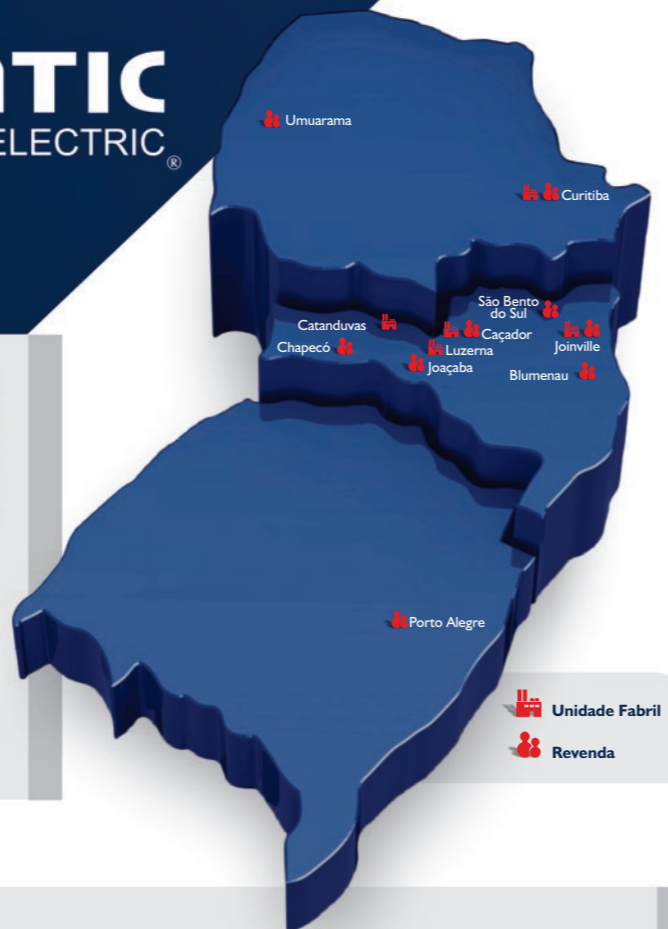 ELECTRIC
®
Umuarama
Curitiba
São Bento
do Sul
Catanduvas
Caçador
Joinville
Chapecó
Luzerna
Joaçaba
Blumenau
Porto Alegre
Unidade Fabril
Revenda